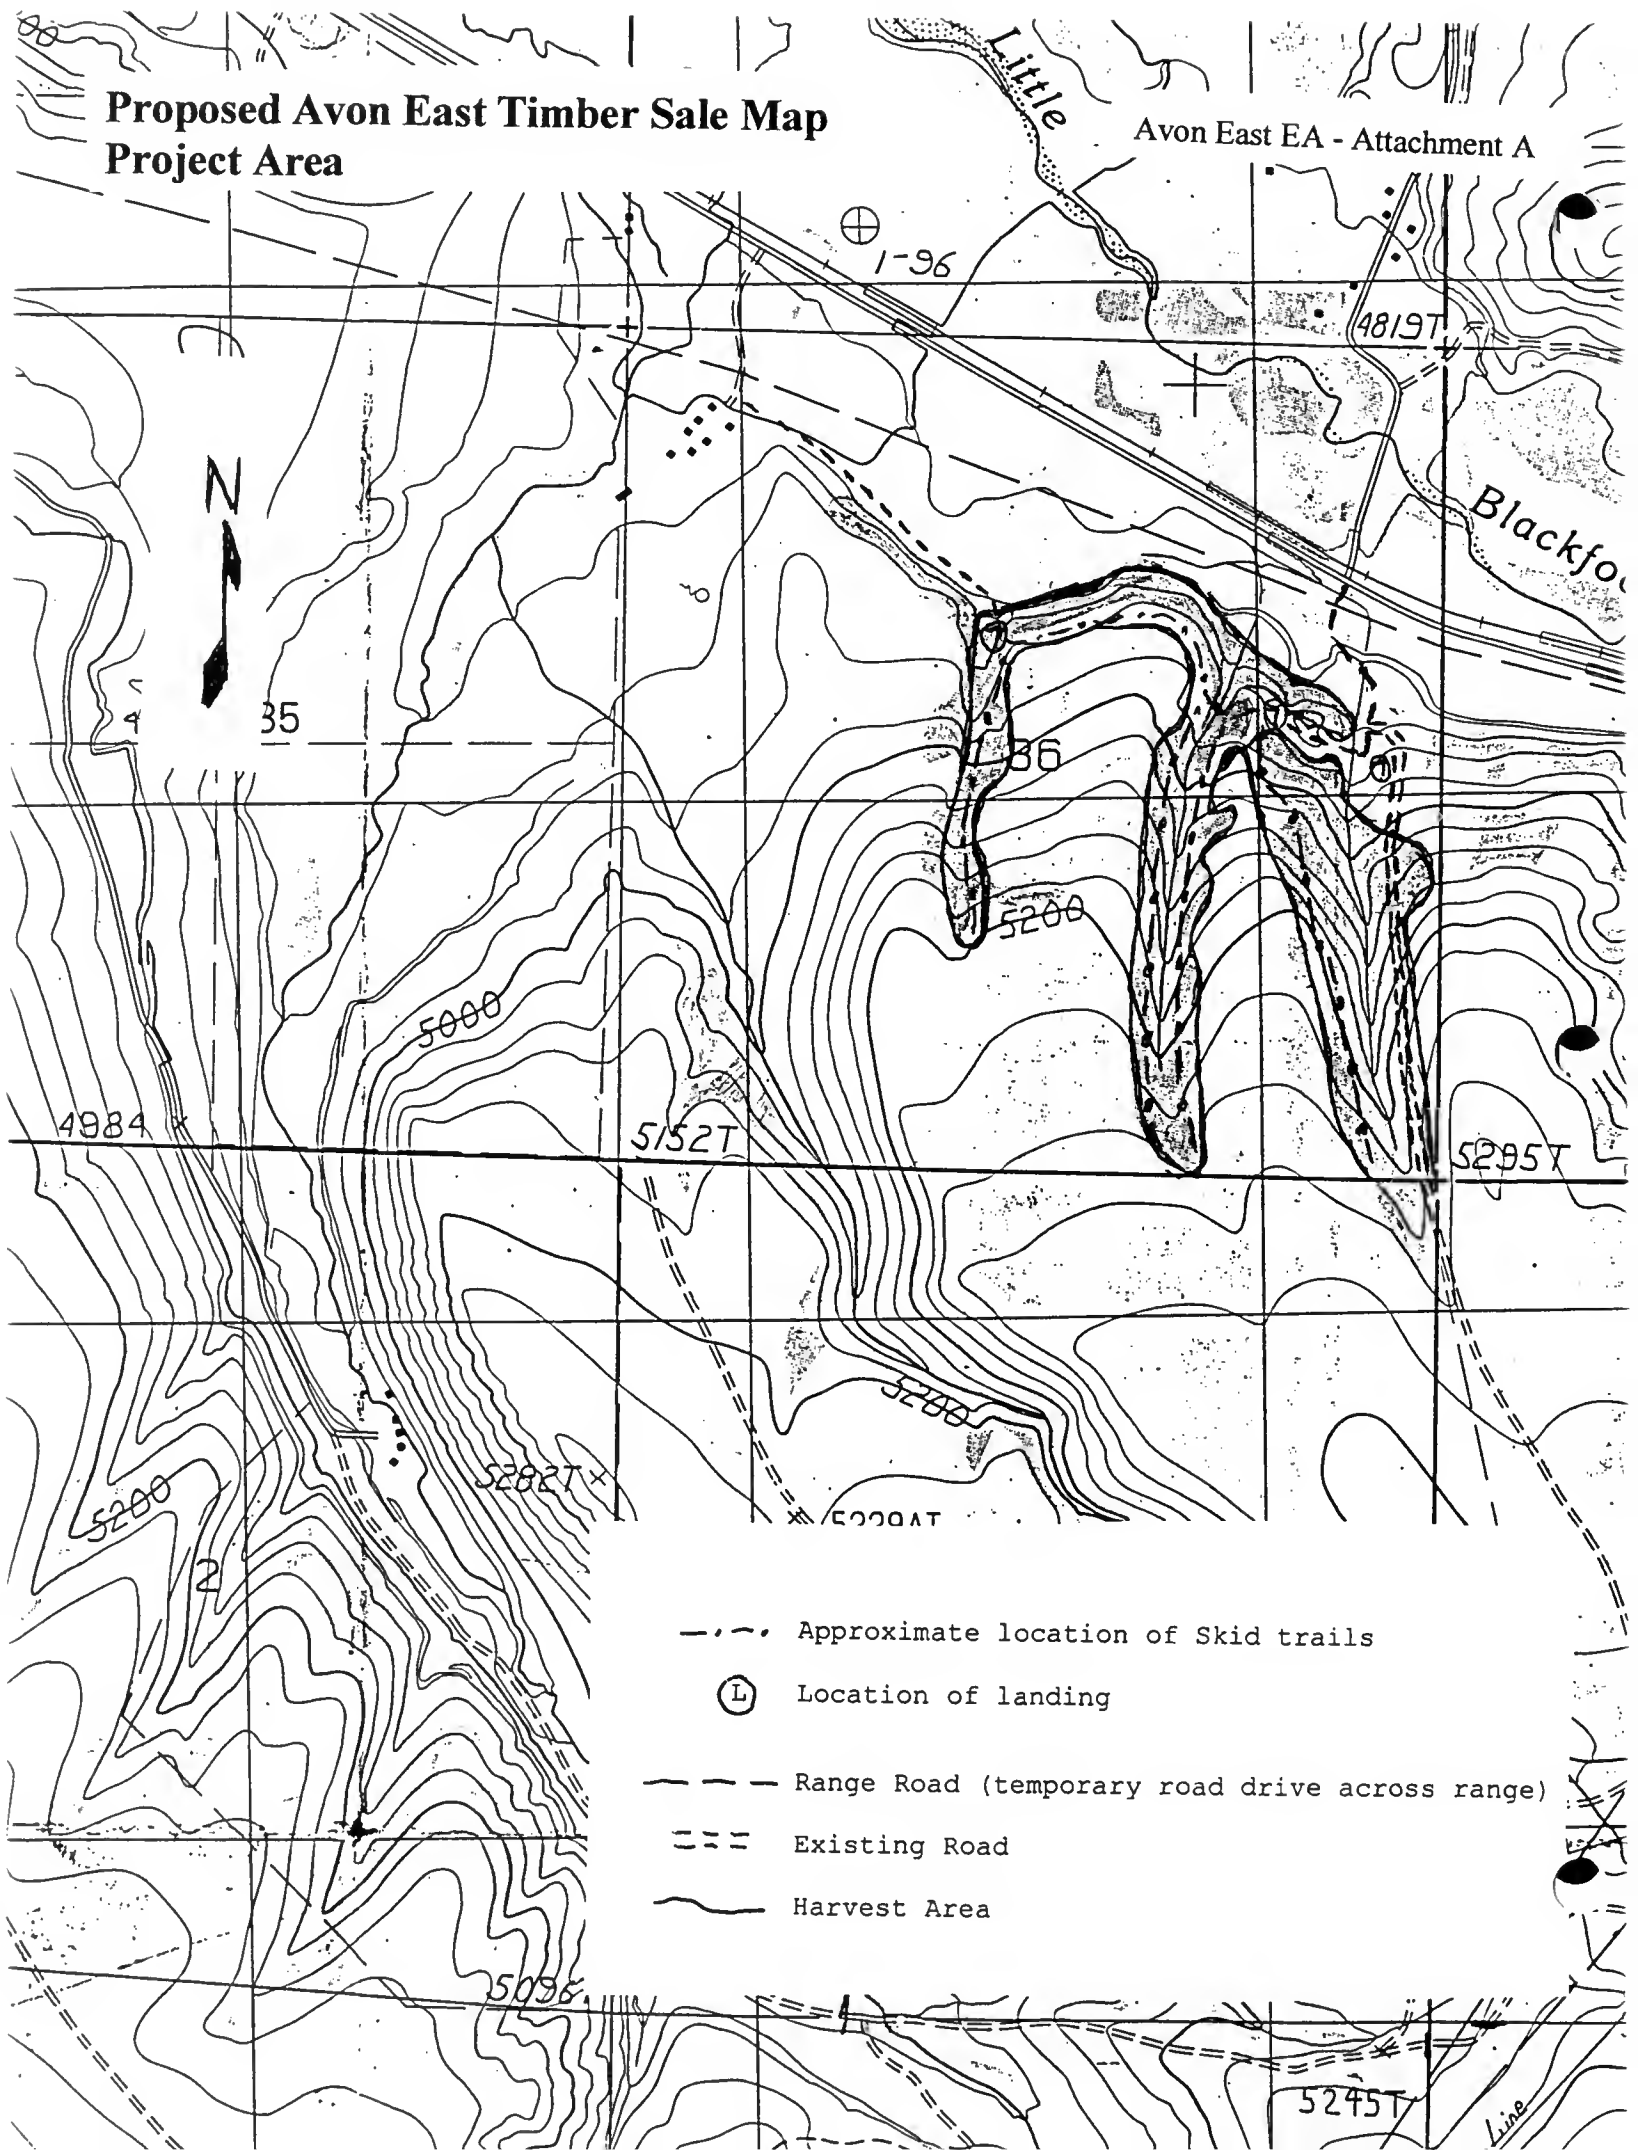 Little
Proposed Avon East Timber Sale Map
Project Area
Avon East EA - Attachment A
1-96
4819T
N
Blackfo
35
36
5200
5000
4984
5152T
5295T
5200
5282T
5200
2
Approximate location of Skid trails
L Location of landing
Range Road (temporary road drive across range)
Existing Road
Harvest Area
5096
5245T
Line